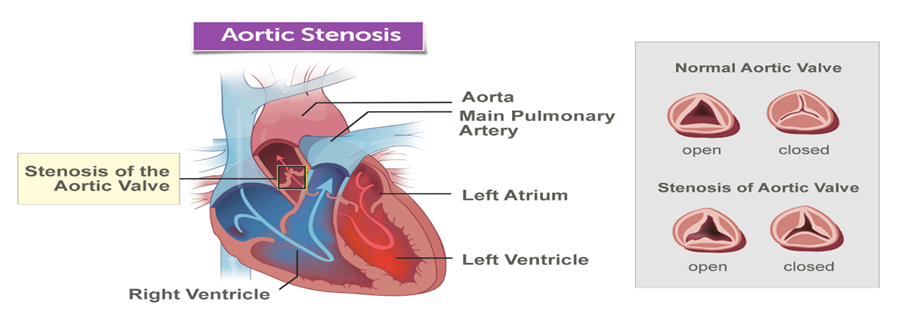 Aortic Stenosis
Aorta
Main Pulmonary
Artery
Stenosis of the
Aortic Valve
Left Atrium
Left Ventricle
Right Ventricle
Normal Aortic Valve
open closed
Stenosis of Aortic Valve
open closed